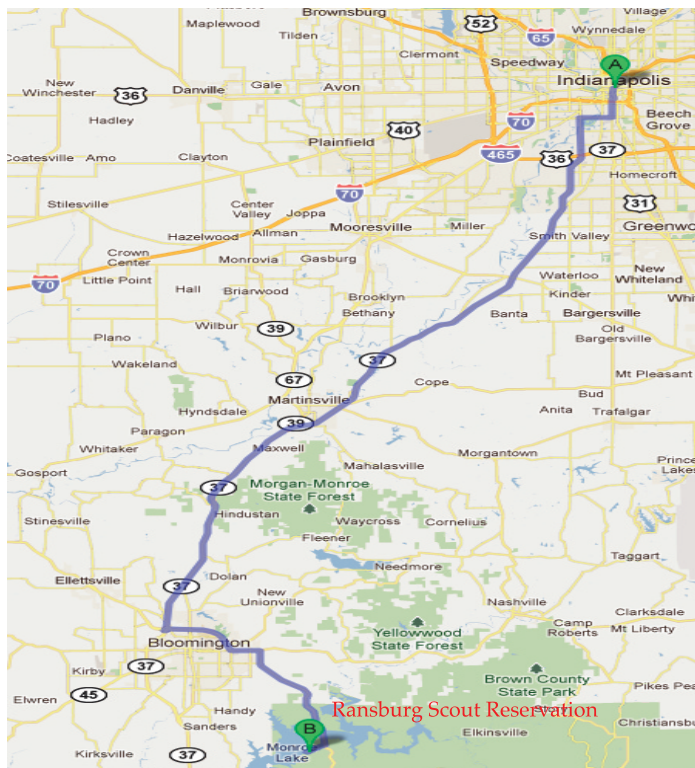 Brownsburg
Village
Maplewood
52
65
Wynnedale
Tilden
Clermont
Speedway
A
Indianapolis
New
Winchester
36
Danville
Gale
Avon
Hadley
70
Beech
Grove
40
Plainfield
465
36
37
Coatesville
Amo
Clayton
Homecroft
Stilesville
70
31
Center
Valley
Joppa
Mooresville
Miller
Greenwo
Hazelwood
Allman
Smith Valley
Crown
Center
Monrovia
Gasburg
70
Little Point
Hall
Briarwood
Brooklyn
Waterloo
New
Whiteland
Kinder
Whi
Bethany
Banta
Bargersville
Wilbur
39
Old
Bargersville
Plano
37
Wakeland
67
Cope
Mt Pleasant
Martinsville
Bud
Hyndsdale
39
Anita
Trafalgar
Paragon
Whitaker
Maxwell
Morgantown
Gosport
Mahalasville
Prince
Lakes
37
Morgan-Monroe
State Forest
Stinesville
Hindustan
Waycross
Cornelius
Fleener
Taggart
Ellettsville
Dolan
Needmore
37
New
Unionville
Nashville
Clarksdale
Camp
Roberts
Mt Liberty
Bloomington
Yellowwood
State Forest
Kirby
37
Brown County
State Park
Pikes Pea
45
Elwren
Handy
Ransburg Scout Reservation
Sanders
B
Elkinsville
Christiansbu
Kirksville
37
Monroe
Lake